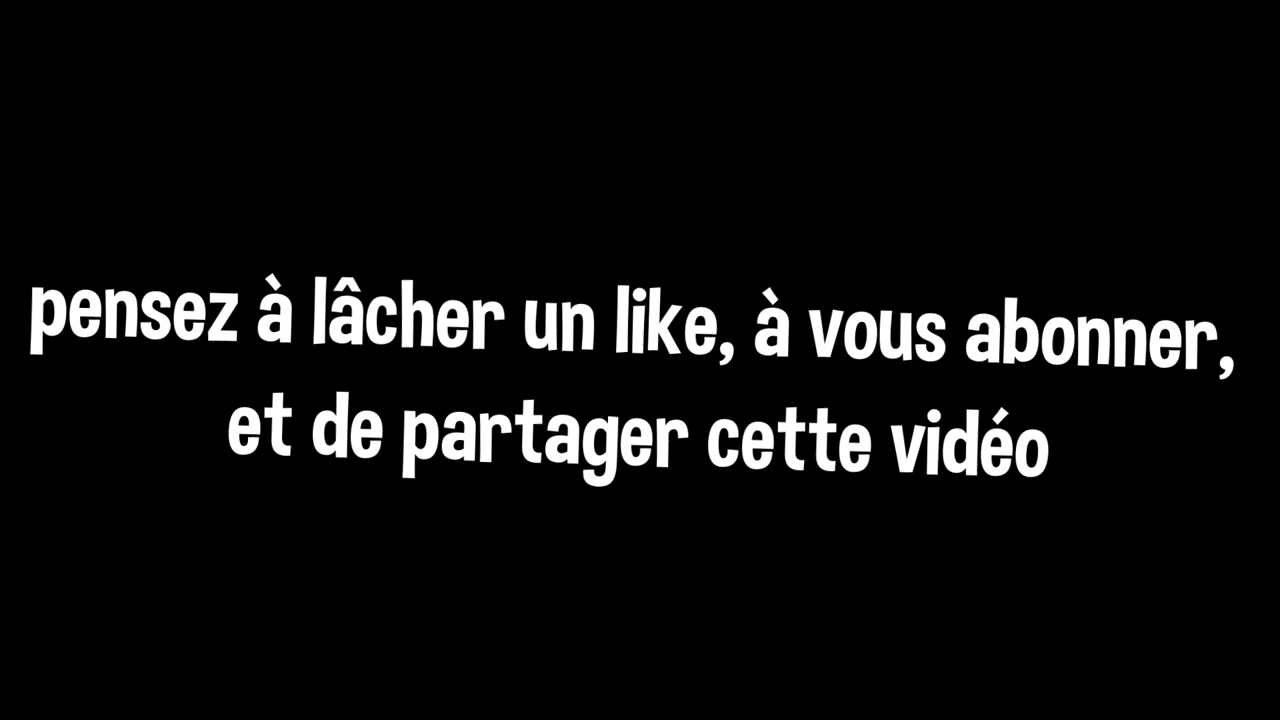 pensez à lâcher un like, à vous abonner,
et de partager cette vidéo